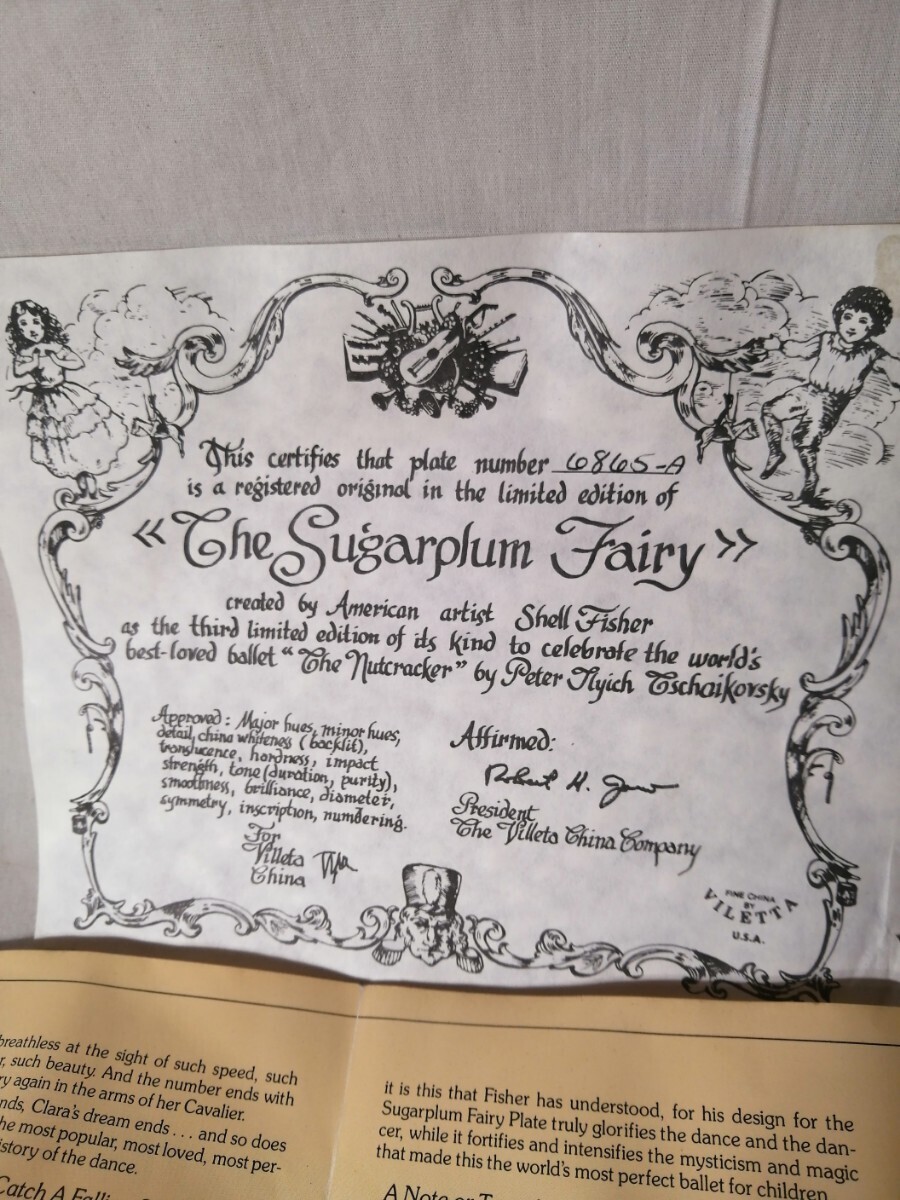 This certifies that plate number 6865-A
is a registered original in the limited edition of
«The Sugarplum Fairy»
created by American artist Shell Fisher
as the third limited edition of its kind to celebrate the world's
best-loved ballet "The Nutcracker" by Peter Ilyich Tschaikovsky
Approved: Major hues, minor hues,
detail, china whiteness (backlit),
translucence, hardness, impact
strength, tone (duration, purity),
smoothness, brilliance, diameter,
symmetry, inscription, numbering.
For
Villeta
China
Affirmed:
Robert H.
President
The Villeta China Company
FINE CHINA
BY
VILETTA
U.S.A.
breathless at the sight of such speed, such
such beauty. And the number ends with
again in the arms of her Cavalier.
Clara's dream ends... and so does
the most popular, most loved, most per-
history of the dance.
Catch A
it is this that Fisher has understood, for his design for the
Sugarplum Fairy Plate truly glorifies the dance and the dan-
cer, while it fortifies and intensifies the mysticism and magic
that made this the world's most perfect ballet for children
A Note